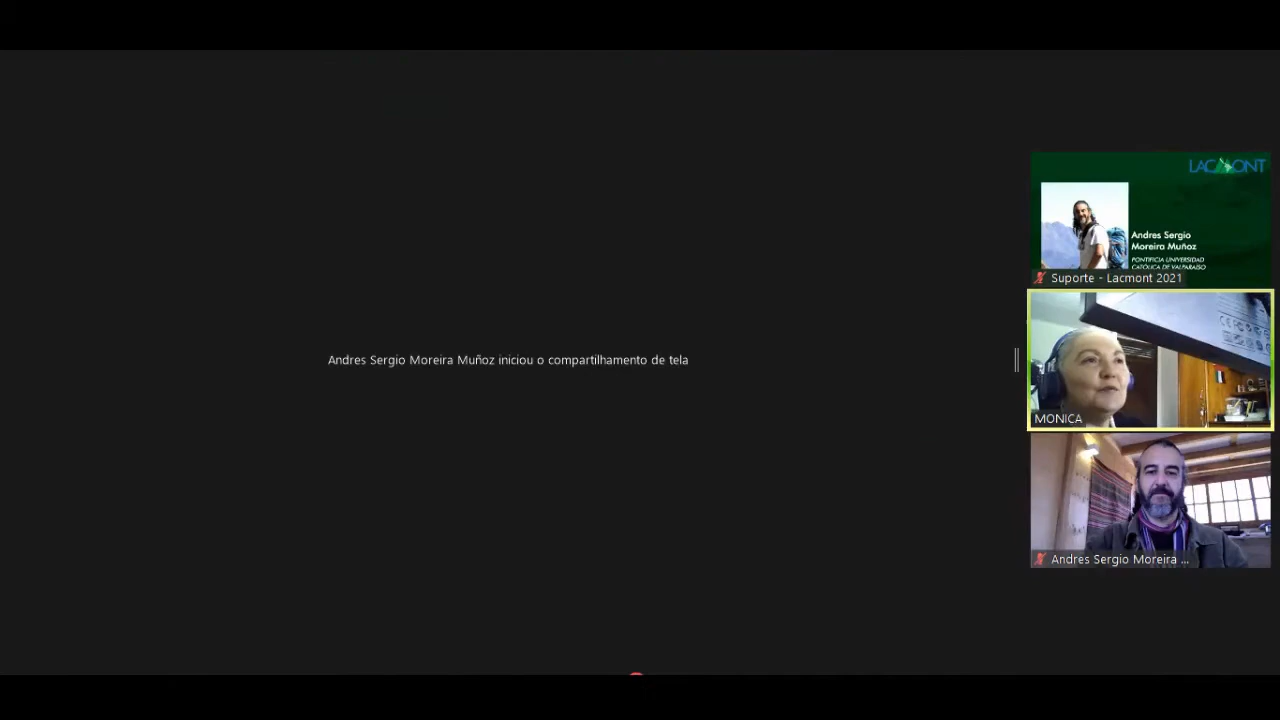 Andres Sergio Moreira Muñoz iniciou o compartilhamento de tela
LACMONT
Andres Sergio
Moreira Muñoz
PONTIFICIA UNIVERSIDAD
CATÓLICA DE VALPARAÍSO
Suporte - Lacmont 2021
MONICA
Andres Sergio Moreira ...